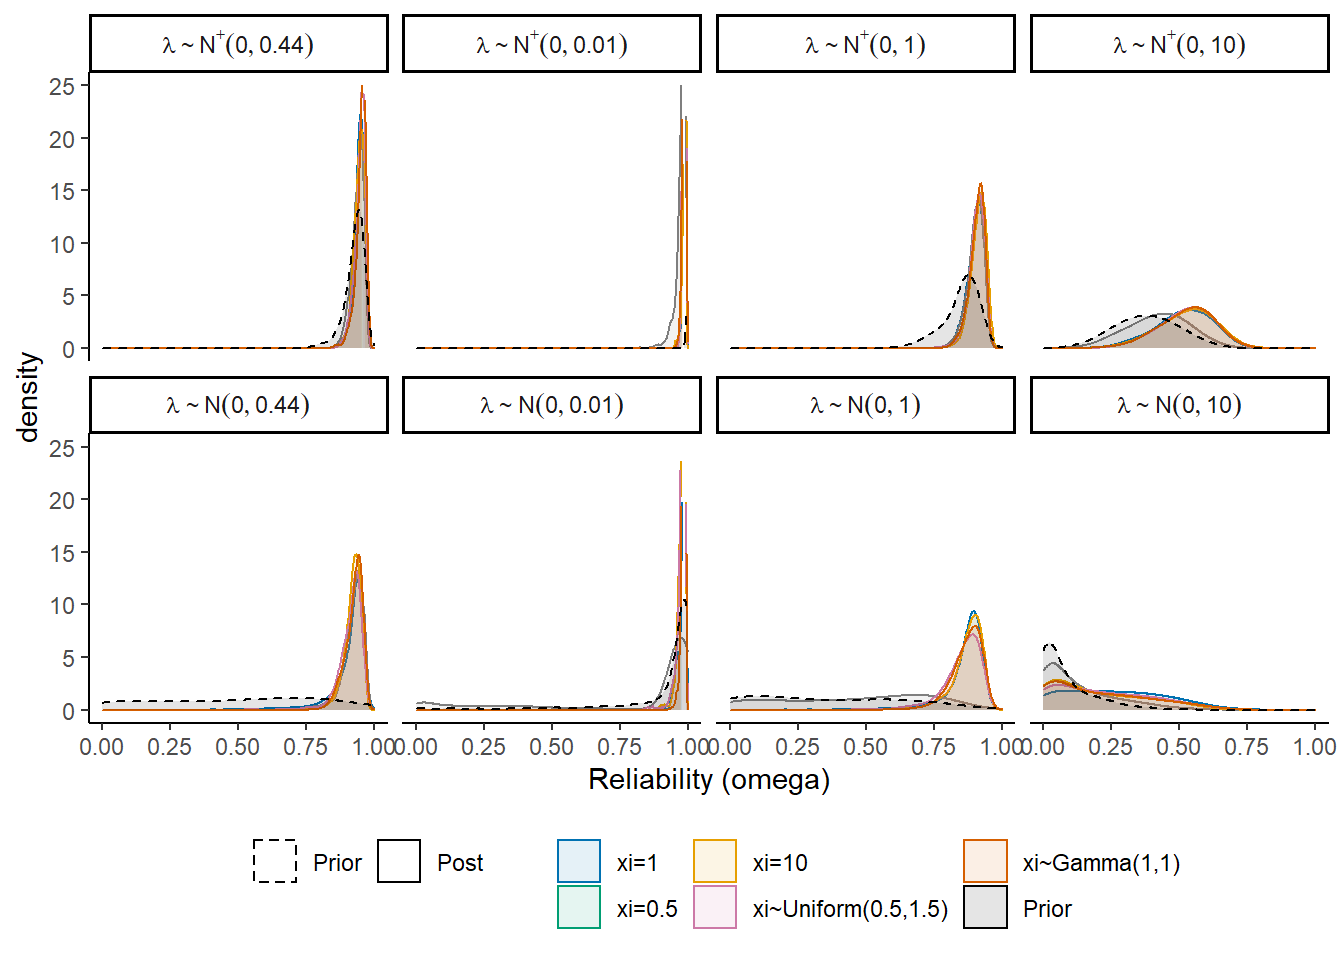 λ ~ N⁺(0, 0.44)
λ ~ N⁺(0, 0.01)
λ ~ N⁺(0, 1)
λ ~ N⁺(0, 10)
25
20
15
10
5
0
density
λ ~ N(0, 0.44)
λ ~ N(0, 0.01)
λ ~ N(0, 1)
λ ~ N(0, 10)
25
20
15
10
5
0
0.00 0.25 0.50 0.75 1.00
0.00 0.25 0.50 0.75 1.00
0.00 0.25 0.50 0.75 1.00
0.00 0.25 0.50 0.75 1.00
Reliability (omega)
Prior Post
xi=1 xi=10 xi~Gamma(1,1)
xi=0.5 xi~Uniform(0.5,1.5) Prior